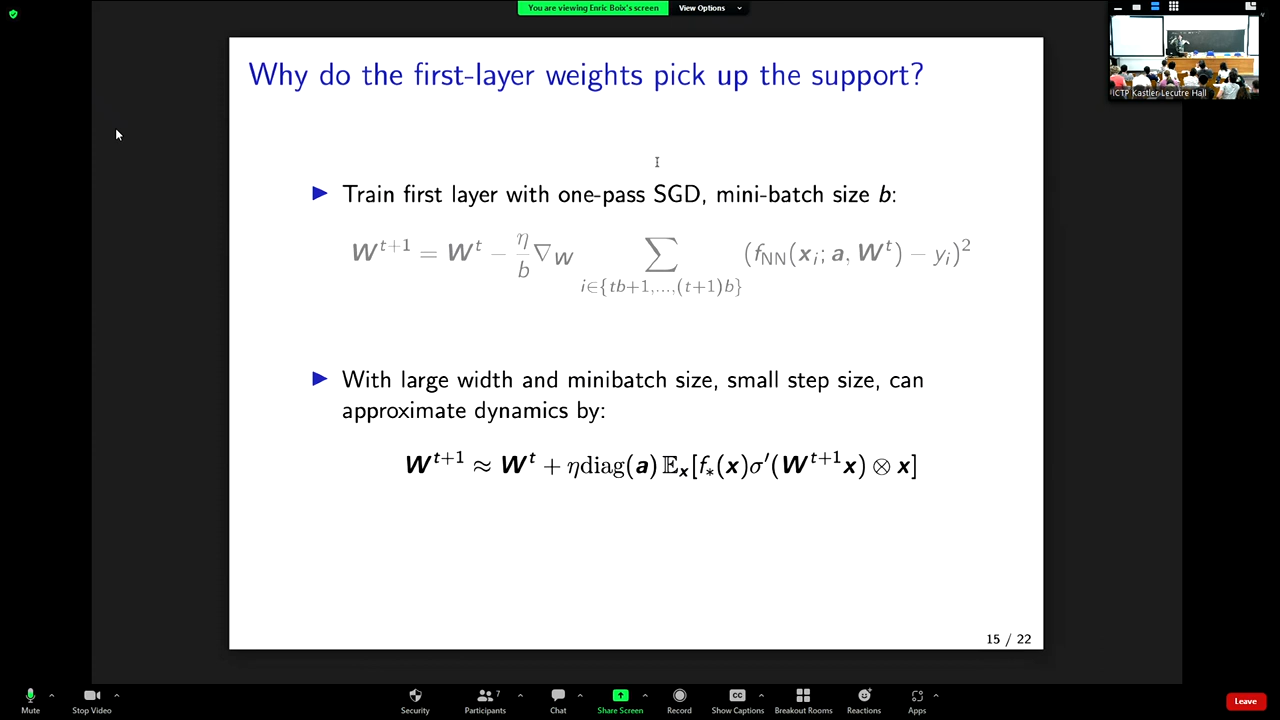 You are viewing Enric Boix's screen View Options
ICTP Kastler Lecutre Hall
Why do the first-layer weights pick up the support?
▶ Train first layer with one-pass SGD, mini-batch size b:
W^{t+1} = W^t − \frac{η}{b} ∇_W ∑_{i∈{tb+1,...,(t+1)b}} (f_{NN}(x_i; a, W^t) − y_i)^2
▶ With large width and minibatch size, small step size, can
approximate dynamics by:
W^{t+1} ≈ W^t + η diag(a) 𝔼_x[f_*(x)σ′(W^{t+1}x) ⊗ x]
15 / 22
Mute Stop Video Security Participants 7 Chat Share Screen Record Show Captions Breakout Rooms Reactions Apps Leave